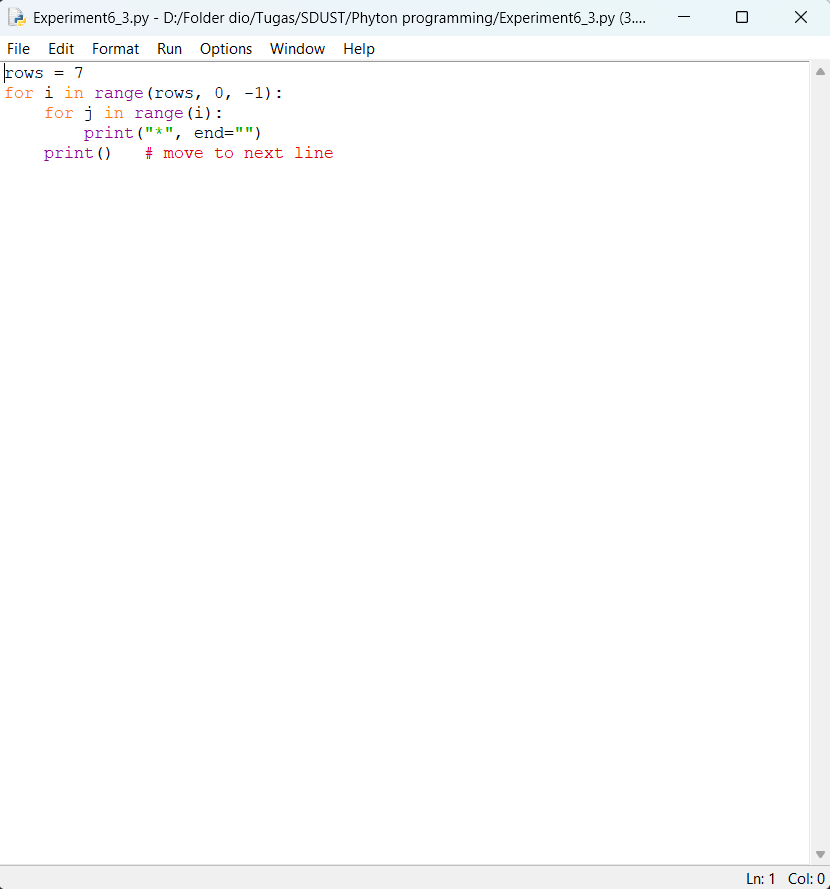 Experiment6_3.py - D:/Folder dio/Tugas/SDUST/Phyton programming/Experiment6_3.py (3....
File Edit Format Run Options Window Help
rows = 7
for i in range(rows, 0, -1):
    for j in range(i):
        print("*", end="")
    print()   # move to next line
Ln: 1 Col: 0